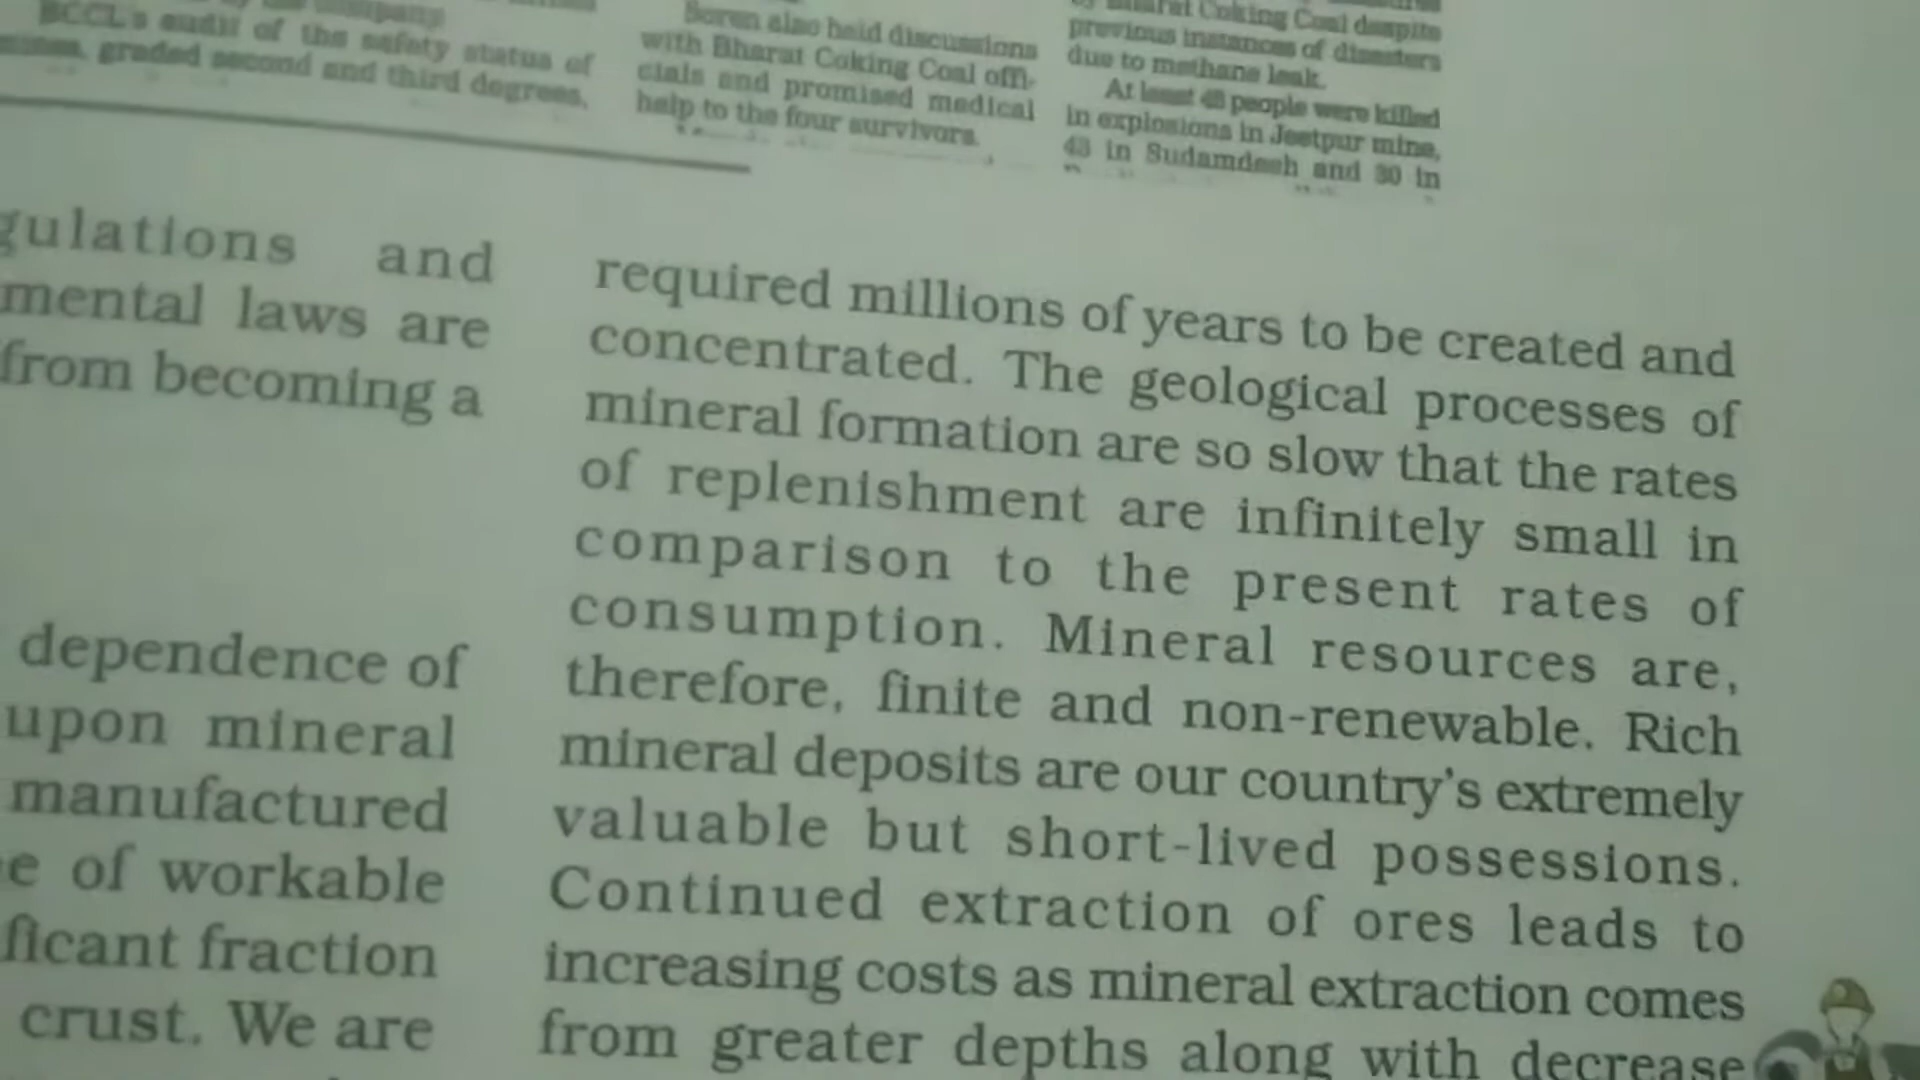 BCCL's audit of the safety status of
graded second and third degrees.
Soren also held discussions
with Bharat Coking Coal offi-
cials and promised medical
help to the four survivors.
Coking Coal despite
previous instances of disasters
due to methane leak.
At least 48 people were killed
in explosions in Jeetpur mine,
in Sudamdeh and 30 in
gulations and
mental laws are
from becoming a
dependence of
upon mineral
manufactured
e of workable
ficant fraction
crust. We are
required millions of years to be created and
concentrated. The geological processes of
mineral formation are so slow that the rates
of replenishment are infinitely small in
comparison to the present rates of
consumption. Mineral resources are,
therefore, finite and non-renewable. Rich
mineral deposits are our country's extremely
valuable but short-lived possessions.
Continued extraction of ores leads to
increasing costs as mineral extraction comes
from greater depths along with decrease